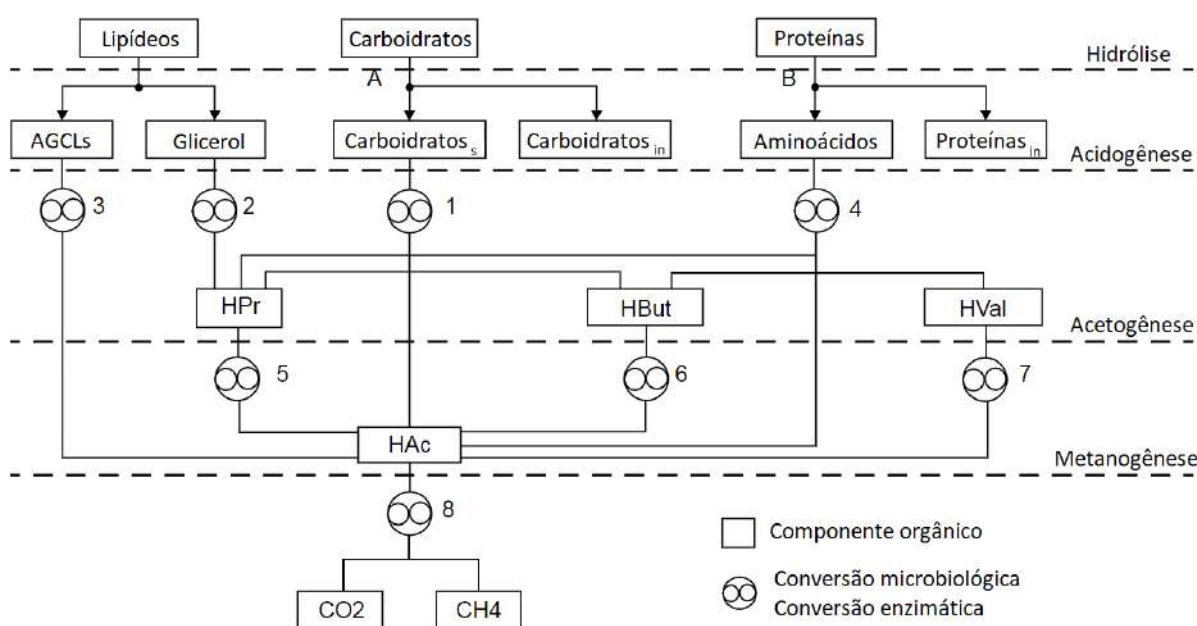 Lipídeos
Carboidratos
Proteínas
Hidrólise
A
B
AGCLs
Glicerol
Carboidratos s
Carboidratos in
Aminoácidos
Proteínas in
Acidogênese
3
2
1
4
HPr
HBut
HVal
Acetogênese
5
6
7
HAc
Metanogênese
8
Componente orgânico
Conversão microbiológica
Conversão enzimática
CO2
CH4